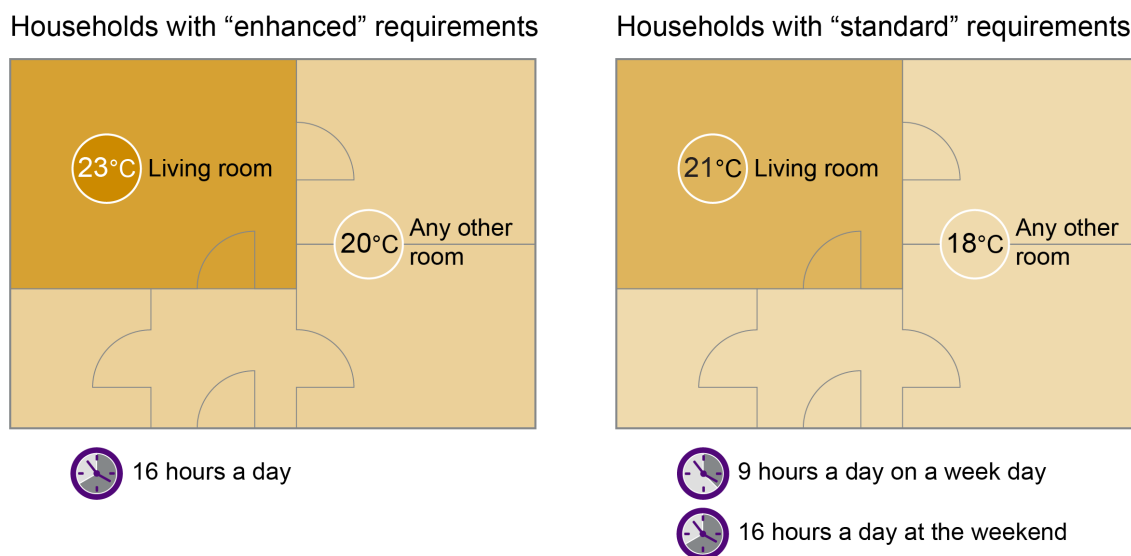 Households with “enhanced” requirements
23°C Living room
20°C Any other
room
16 hours a day
Households with “standard” requirements
21°C Living room
18°C Any other
room
9 hours a day on a week day
16 hours a day at the weekend